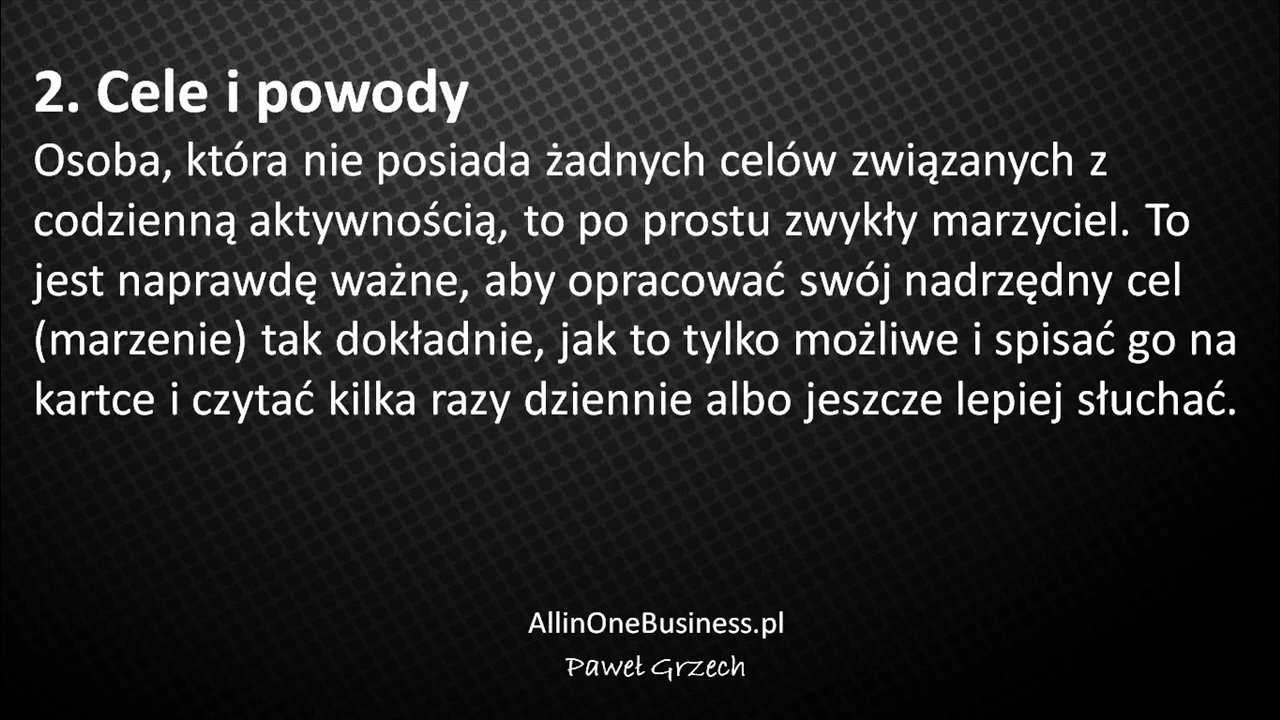 2. Cele i powody
Osoba, która nie posiada żadnych celów związanych z
codzienną aktywnością, to po prostu zwykły marzyciel. To
jest naprawdę ważne, aby opracować swój nadrzędny cel
(marzenie) tak dokładnie, jak to tylko możliwe i spisać go na
kartce i czytać kilka razy dziennie albo jeszcze lepiej słuchać.
AllinOneBusiness.pl
Paweł Grzech